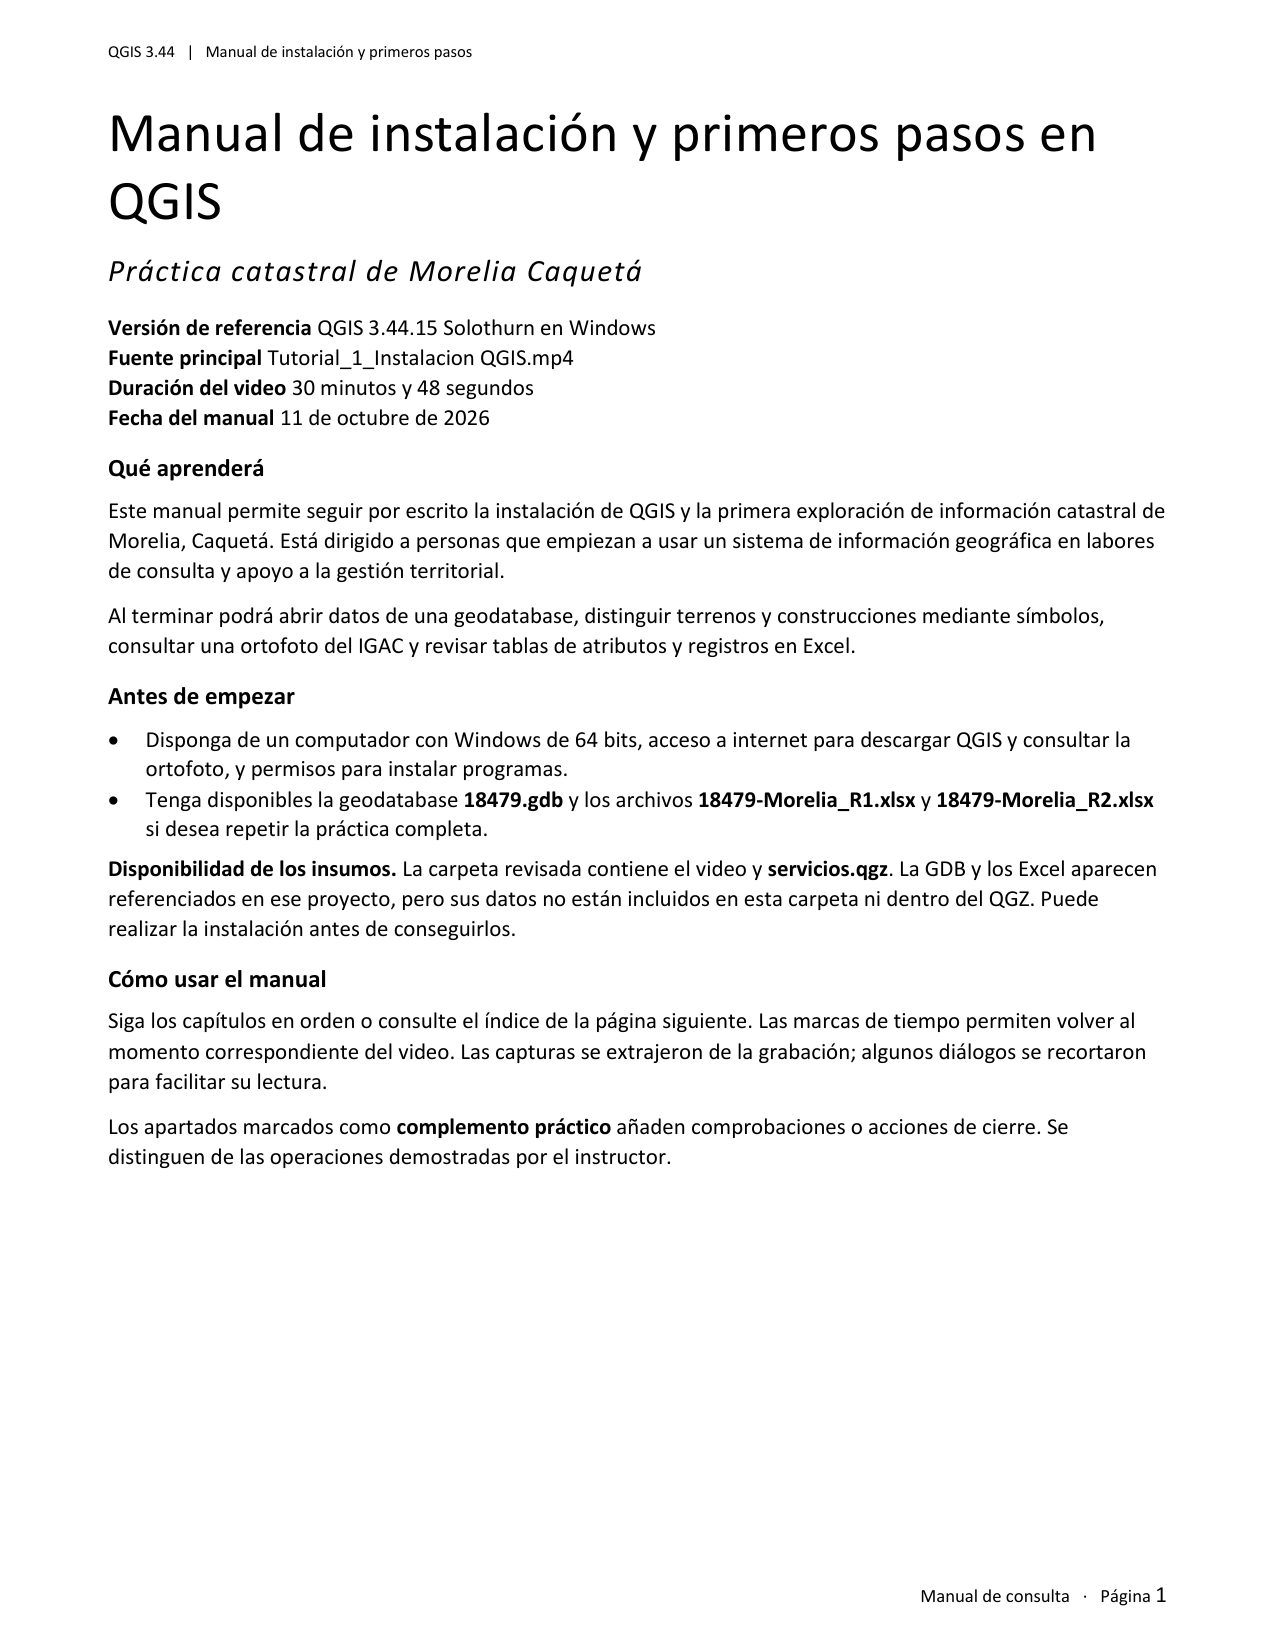 QGIS 3.44 | Manual de instalación y primeros pasos
Manual de instalación y primeros pasos en
QGIS
Práctica catastral de Morelia Caquetá
Versión de referencia QGIS 3.44.15 Solothurn en Windows
Fuente principal Tutorial_1_Instalacion QGIS.mp4
Duración del video 30 minutos y 48 segundos
Fecha del manual 11 de octubre de 2026
Qué aprenderá
Este manual permite seguir por escrito la instalación de QGIS y la primera exploración de información catastral de
Morelia, Caquetá. Está dirigido a personas que empiezan a usar un sistema de información geográfica en labores
de consulta y apoyo a la gestión territorial.
Al terminar podrá abrir datos de una geodatabase, distinguir terrenos y construcciones mediante símbolos,
consultar una ortofoto del IGAC y revisar tablas de atributos y registros en Excel.
Antes de empezar
• Disponga de un computador con Windows de 64 bits, acceso a internet para descargar QGIS y consultar la
ortofoto, y permisos para instalar programas.
• Tenga disponibles la geodatabase 18479.gdb y los archivos 18479-Morelia_R1.xlsx y 18479-Morelia_R2.xlsx
si desea repetir la práctica completa.
Disponibilidad de los insumos. La carpeta revisada contiene el video y servicios.qgz. La GDB y los Excel aparecen
referenciados en ese proyecto, pero sus datos no están incluidos en esta carpeta ni dentro del QGZ. Puede
realizar la instalación antes de conseguirlos.
Cómo usar el manual
Siga los capítulos en orden o consulte el índice de la página siguiente. Las marcas de tiempo permiten volver al
momento correspondiente del video. Las capturas se extrajeron de la grabación; algunos diálogos se recortaron
para facilitar su lectura.
Los apartados marcados como complemento práctico añaden comprobaciones o acciones de cierre. Se
distinguen de las operaciones demostradas por el instructor.
Manual de consulta · Página 1